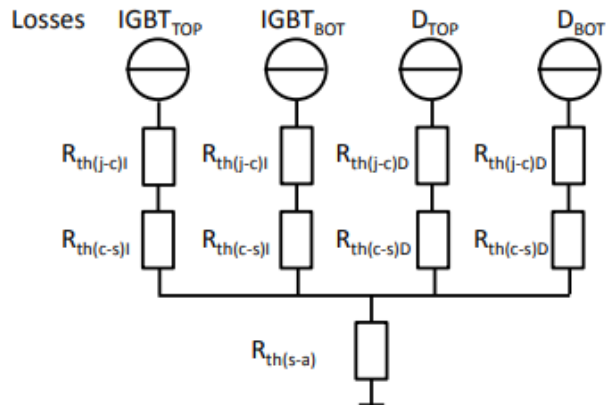 Losses IGBT_TOP IGBT_BOT D_TOP D_BOT
R_th(j-c)I R_th(j-c)I R_th(j-c)D R_th(j-c)D
R_th(c-s)I R_th(c-s)I R_th(c-s)D R_th(c-s)D
R_th(s-a)